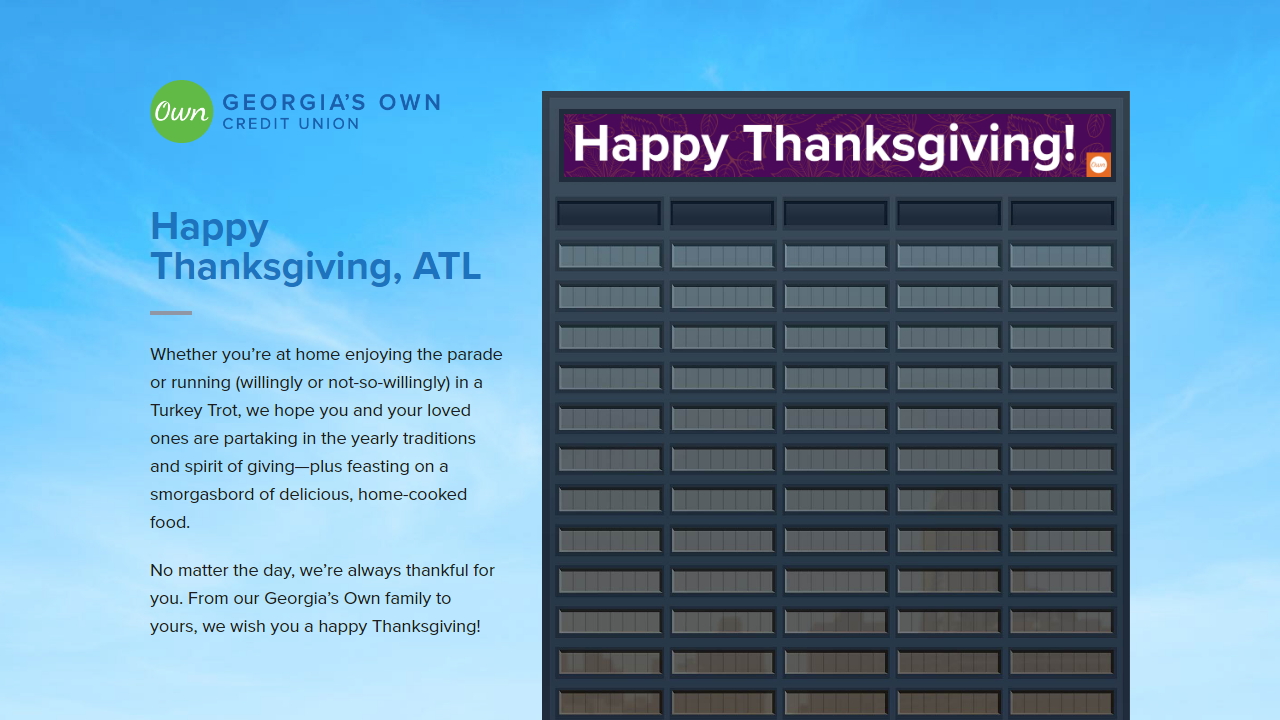 Own
GEORGIA’S OWN
CREDIT UNION
Happy
Thanksgiving, ATL
Whether you’re at home enjoying the parade
or running (willingly or not-so-willingly) in a
Turkey Trot, we hope you and your loved
ones are partaking in the yearly traditions
and spirit of giving—plus feasting on a
smorgasbord of delicious, home-cooked
food.
No matter the day, we’re always thankful for
you. From our Georgia’s Own family to
yours, we wish you a happy Thanksgiving!
Happy Thanksgiving!
Own